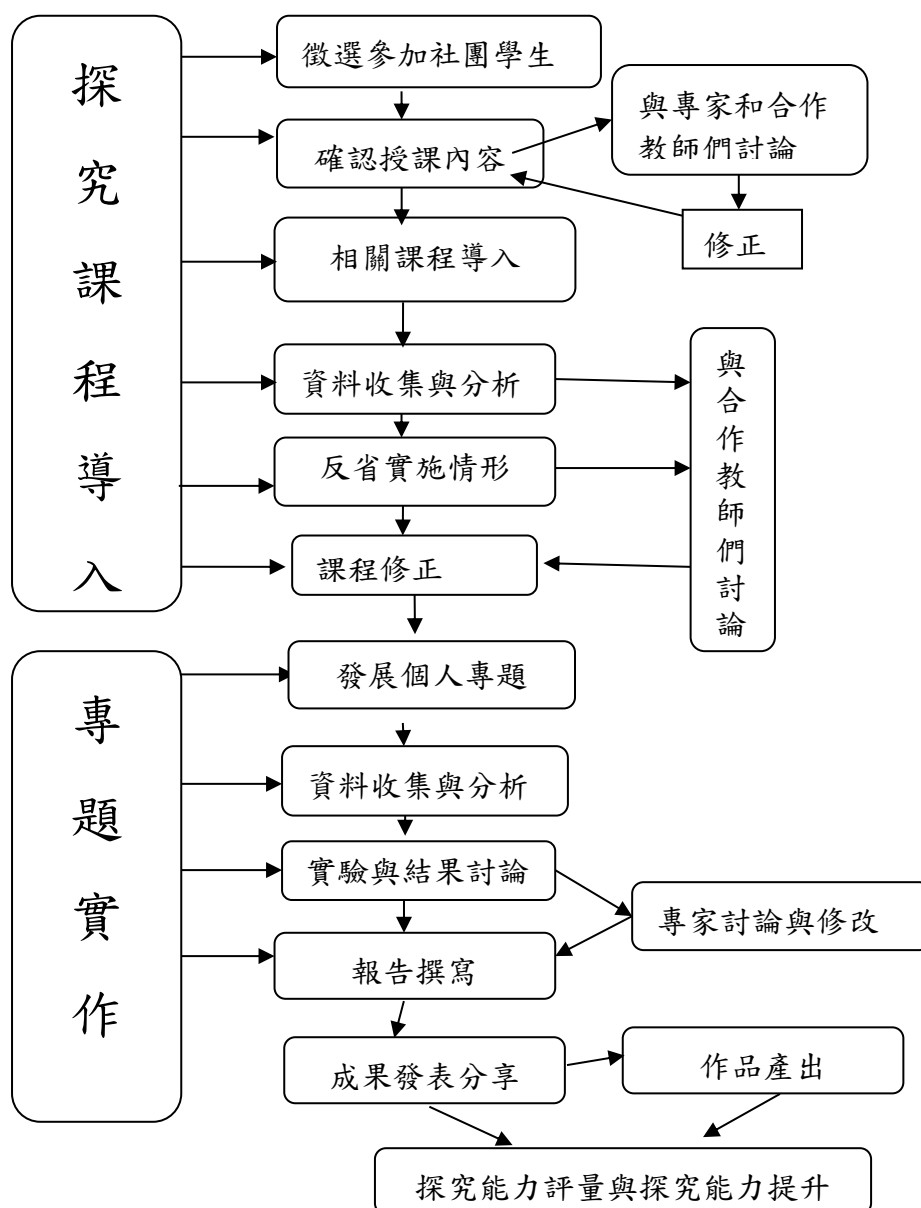 探究課程導入
徵選參加社團學生
確認授課內容
與專家和合作
教師們討論
修正
相關課程導入
資料收集與分析
反省實施情形
課程修正
與合作教師們討論
專題實作
發展個人專題
資料收集與分析
實驗與結果討論
專家討論與修改
報告撰寫
成果發表分享
作品產出
探究能力評量與探究能力提升